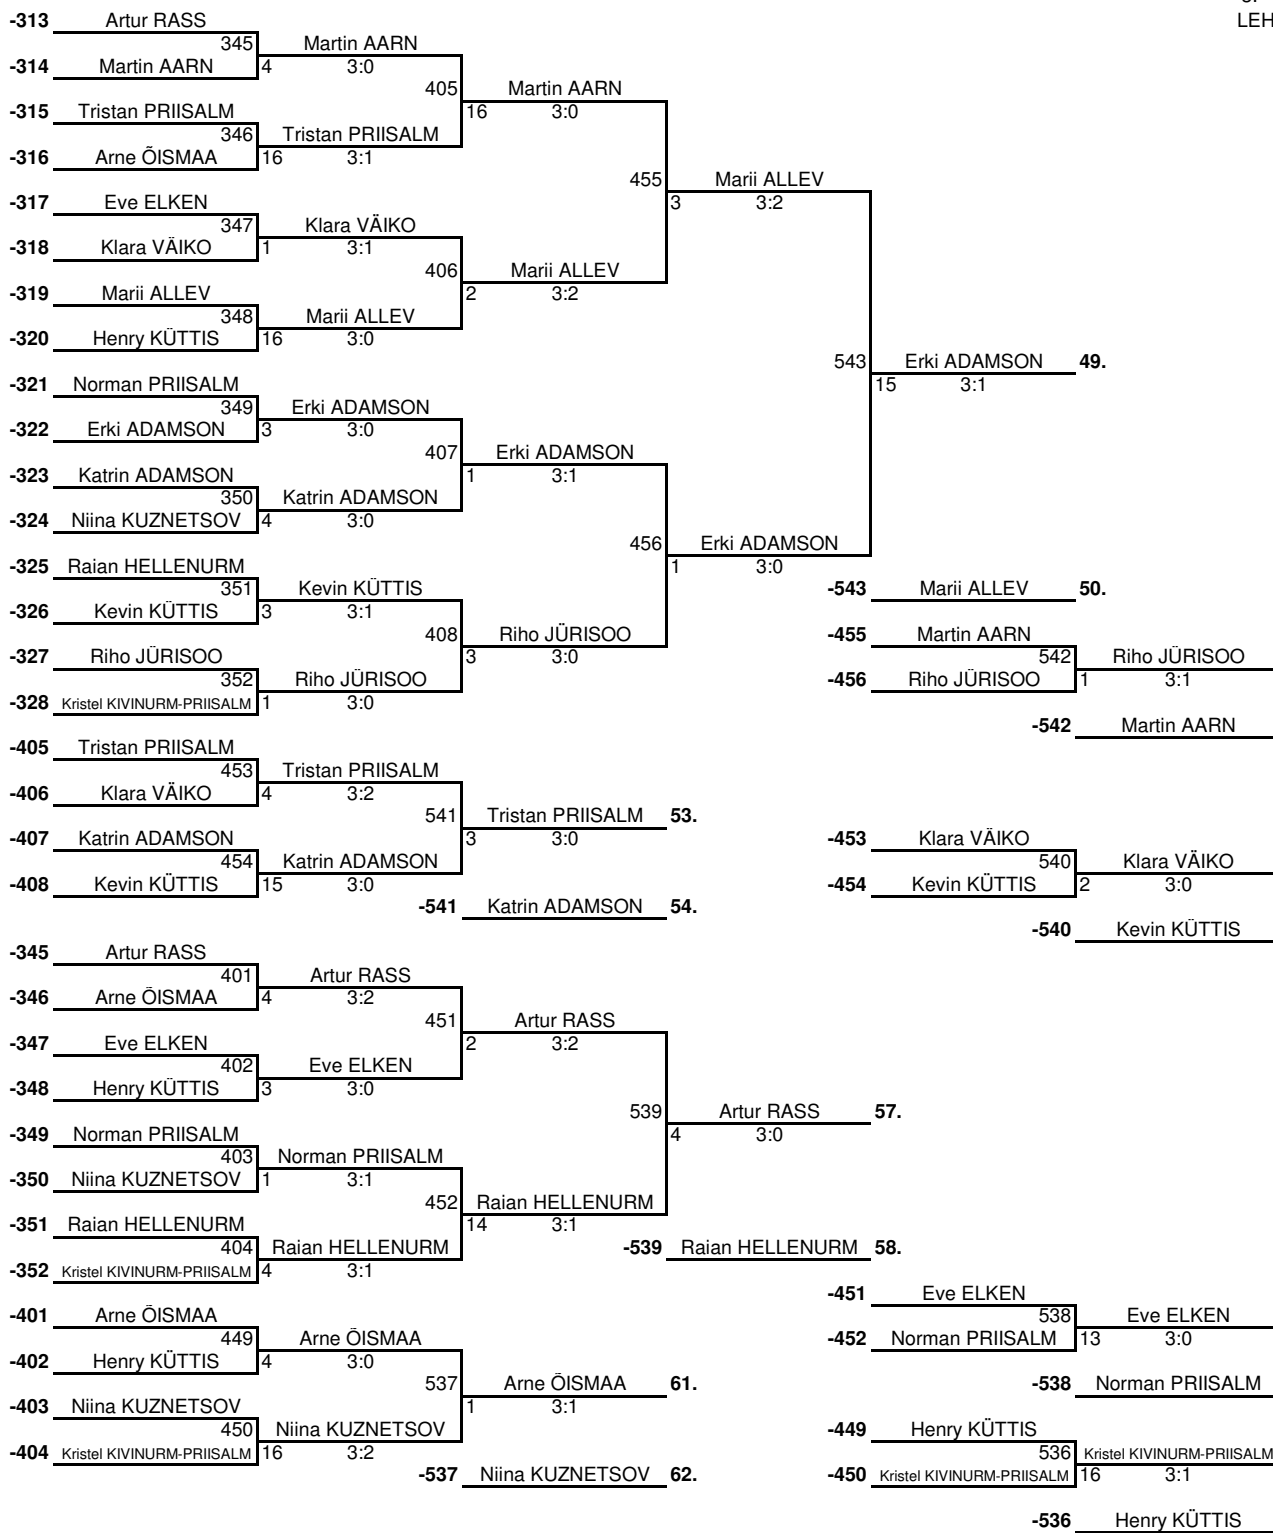 LEH
-313 Artur RASS
345 Martin AARN
-314 Martin AARN 4 3:0
405 Martin AARN
-315 Tristan PRIISALM 16 3:0
346 Tristan PRIISALM
-316 Arne ÕISMAA 16 3:1
455 Marii ALLEV
-317 Eve ELKEN 3 3:2
347 Klara VÄIKO
-318 Klara VÄIKO 1 3:1
406 Marii ALLEV
-319 Marii ALLEV 2 3:2
348 Marii ALLEV
-320 Henry KÜTTIS 16 3:0
543 Erki ADAMSON 49.
-321 Norman PRIISALM 15 3:1
349 Erki ADAMSON
-322 Erki ADAMSON 3 3:0
407 Erki ADAMSON
-323 Katrin ADAMSON 1 3:1
350 Katrin ADAMSON
-324 Niina KUZNETSOV 4 3:0
456 Erki ADAMSON
-325 Raian HELLENURM 1 3:0
351 Kevin KÜTTIS -543 Marii ALLEV 50.
-326 Kevin KÜTTIS 3 3:1
408 Riho JÜRISOO -455 Martin AARN
-327 Riho JÜRISOO 3 3:0 542 Riho JÜRISOO
352 Riho JÜRISOO -456 Riho JÜRISOO 1 3:1
-328 Kristel KIVINURM-PRIISALM 1 3:0
-542 Martin AARN
-405 Tristan PRIISALM
453 Tristan PRIISALM
-406 Klara VÄIKO 4 3:2
541 Tristan PRIISALM 53.
-407 Katrin ADAMSON 3 3:0 -453 Klara VÄIKO
454 Katrin ADAMSON 540 Klara VÄIKO
-408 Kevin KÜTTIS 15 3:0 -454 Kevin KÜTTIS 2 3:0
-541 Katrin ADAMSON 54.
-540 Kevin KÜTTIS
-345 Artur RASS
401 Artur RASS
-346 Arne ÕISMAA 4 3:2
451 Artur RASS
-347 Eve ELKEN 2 3:2
402 Eve ELKEN
-348 Henry KÜTTIS 3 3:0
539 Artur RASS 57.
-349 Norman PRIISALM 4 3:0
403 Norman PRIISALM
-350 Niina KUZNETSOV 1 3:1
452 Raian HELLENURM
-351 Raian HELLENURM 14 3:1
404 Raian HELLENURM -539 Raian HELLENURM 58.
-352 Kristel KIVINURM-PRIISALM 4 3:1
-451 Eve ELKEN
-401 Arne ÕISMAA 538 Eve ELKEN
449 Arne ÕISMAA -452 Norman PRIISALM 13 3:0
-402 Henry KÜTTIS 4 3:0
537 Arne ÕISMAA 61. -538 Norman PRIISALM
-403 Niina KUZNETSOV 1 3:1
450 Niina KUZNETSOV -449 Henry KÜTTIS
-404 Kristel KIVINURM-PRIISALM 16 3:2 536 Kristel KIVINURM-PRIISALM
-537 Niina KUZNETSOV 62. -450 Kristel KIVINURM-PRIISALM 16 3:1
-536 Henry KÜTTIS